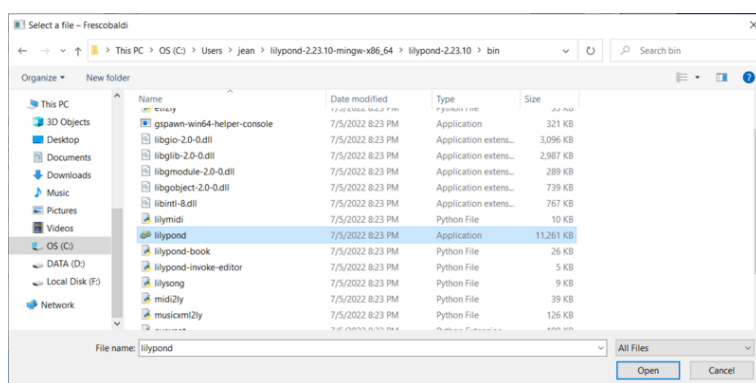 Select a file – Frescobaldi
This PC > OS (C:) > Users > jean > lilypond-2.23.10-mingw-x86_64 > lilypond-2.23.10 > bin
Search bin
Organize
New folder
Name Date modified Type Size
This PC
3D Objects
Desktop
Documents
Downloads
Music
Pictures
Videos
OS (C:)
DATA (D:)
Local Disk (F:)
Network
gspawn-win64-helper-console 7/5/2022 8:23 PM Application 321 KB
libgio-2.0-0.dll 7/5/2022 8:23 PM Application extens... 3,096 KB
libglib-2.0-0.dll 7/5/2022 8:23 PM Application extens... 2,987 KB
libgmodule-2.0-0.dll 7/5/2022 8:23 PM Application extens... 289 KB
libgobject-2.0-0.dll 7/5/2022 8:23 PM Application extens... 739 KB
libintl-8.dll 7/5/2022 8:23 PM Application extens... 767 KB
lilymidi 7/5/2022 8:23 PM Python File 10 KB
lilypond 7/5/2022 8:23 PM Application 11,261 KB
lilypond-book 7/5/2022 8:23 PM Python File 26 KB
lilypond-invoke-editor 7/5/2022 8:23 PM Python File 5 KB
lilysong 7/5/2022 8:23 PM Python File 9 KB
midi2ly 7/5/2022 8:23 PM Python File 39 KB
musicxml2ly 7/5/2022 8:23 PM Python File 126 KB
File name: lilypond
All Files
Open
Cancel